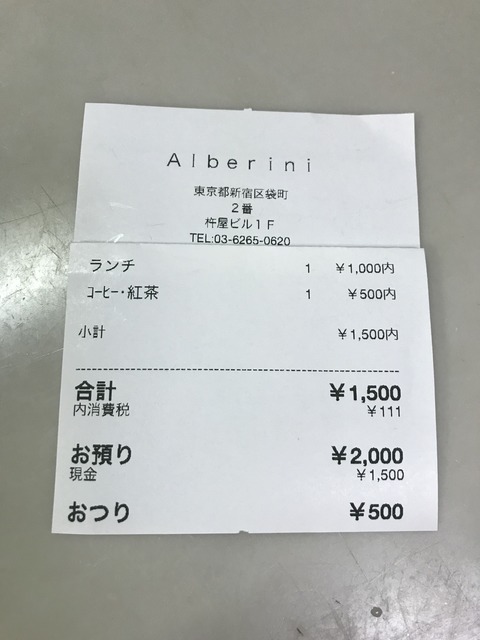 Alberini
東京都新宿区袋町
2番
杵屋ビル1F
TEL:03-6265-0620
ランチ 1 ¥1,000内
ｺｰﾋｰ・紅茶 1 ¥500内
小計 ¥1,500内
合計 ¥1,500
内消費税 ¥111
お預り ¥2,000
現金 ¥1,500
おつり ¥500